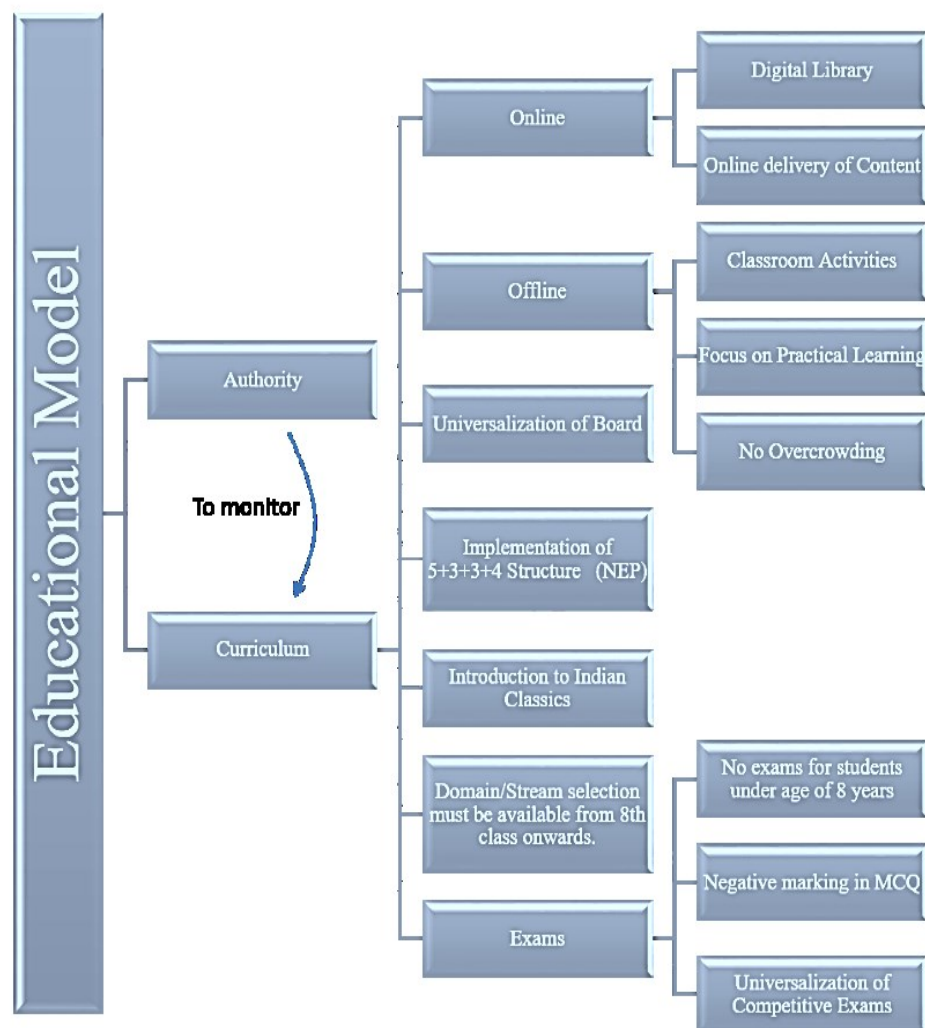 Educational Model
Authority
To monitor
Curriculum
Online
Digital Library
Online delivery of Content
Offline
Classroom Activities
Focus on Practical Learning
No Overcrowding
Universalization of Board
Implementation of
5+3+3+4 Structure (NEP)
Introduction to Indian
Classics
Domain/Stream selection
must be available from 8th
class onwards.
Exams
No exams for students
under age of 8 years
Negative marking in MCQ
Universalization of
Competitive Exams